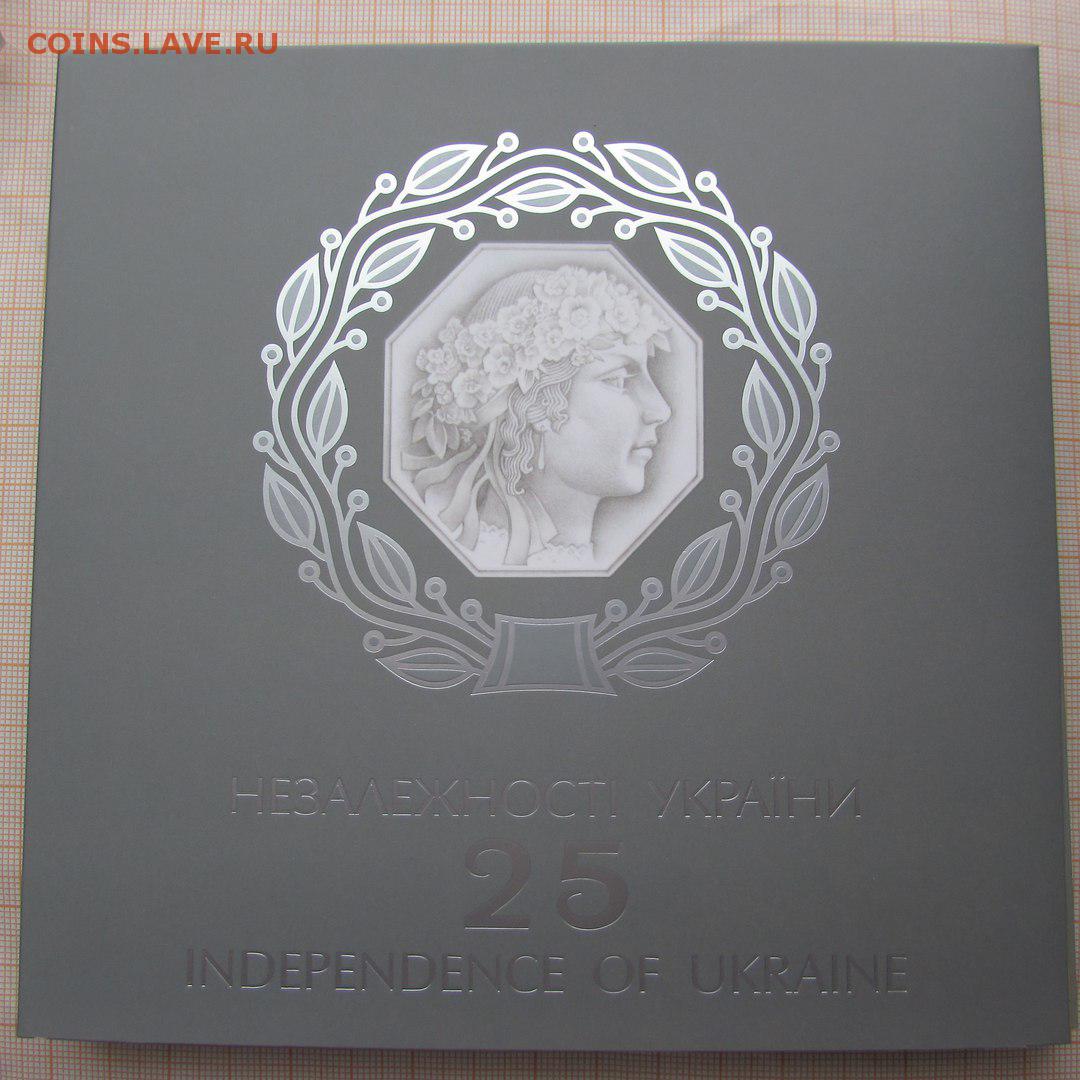 COINS.LAVE.RU
НЕЗАЛЕЖНОСТІ УКРАЇНИ
25
INDEPENDENCE OF UKRAINE